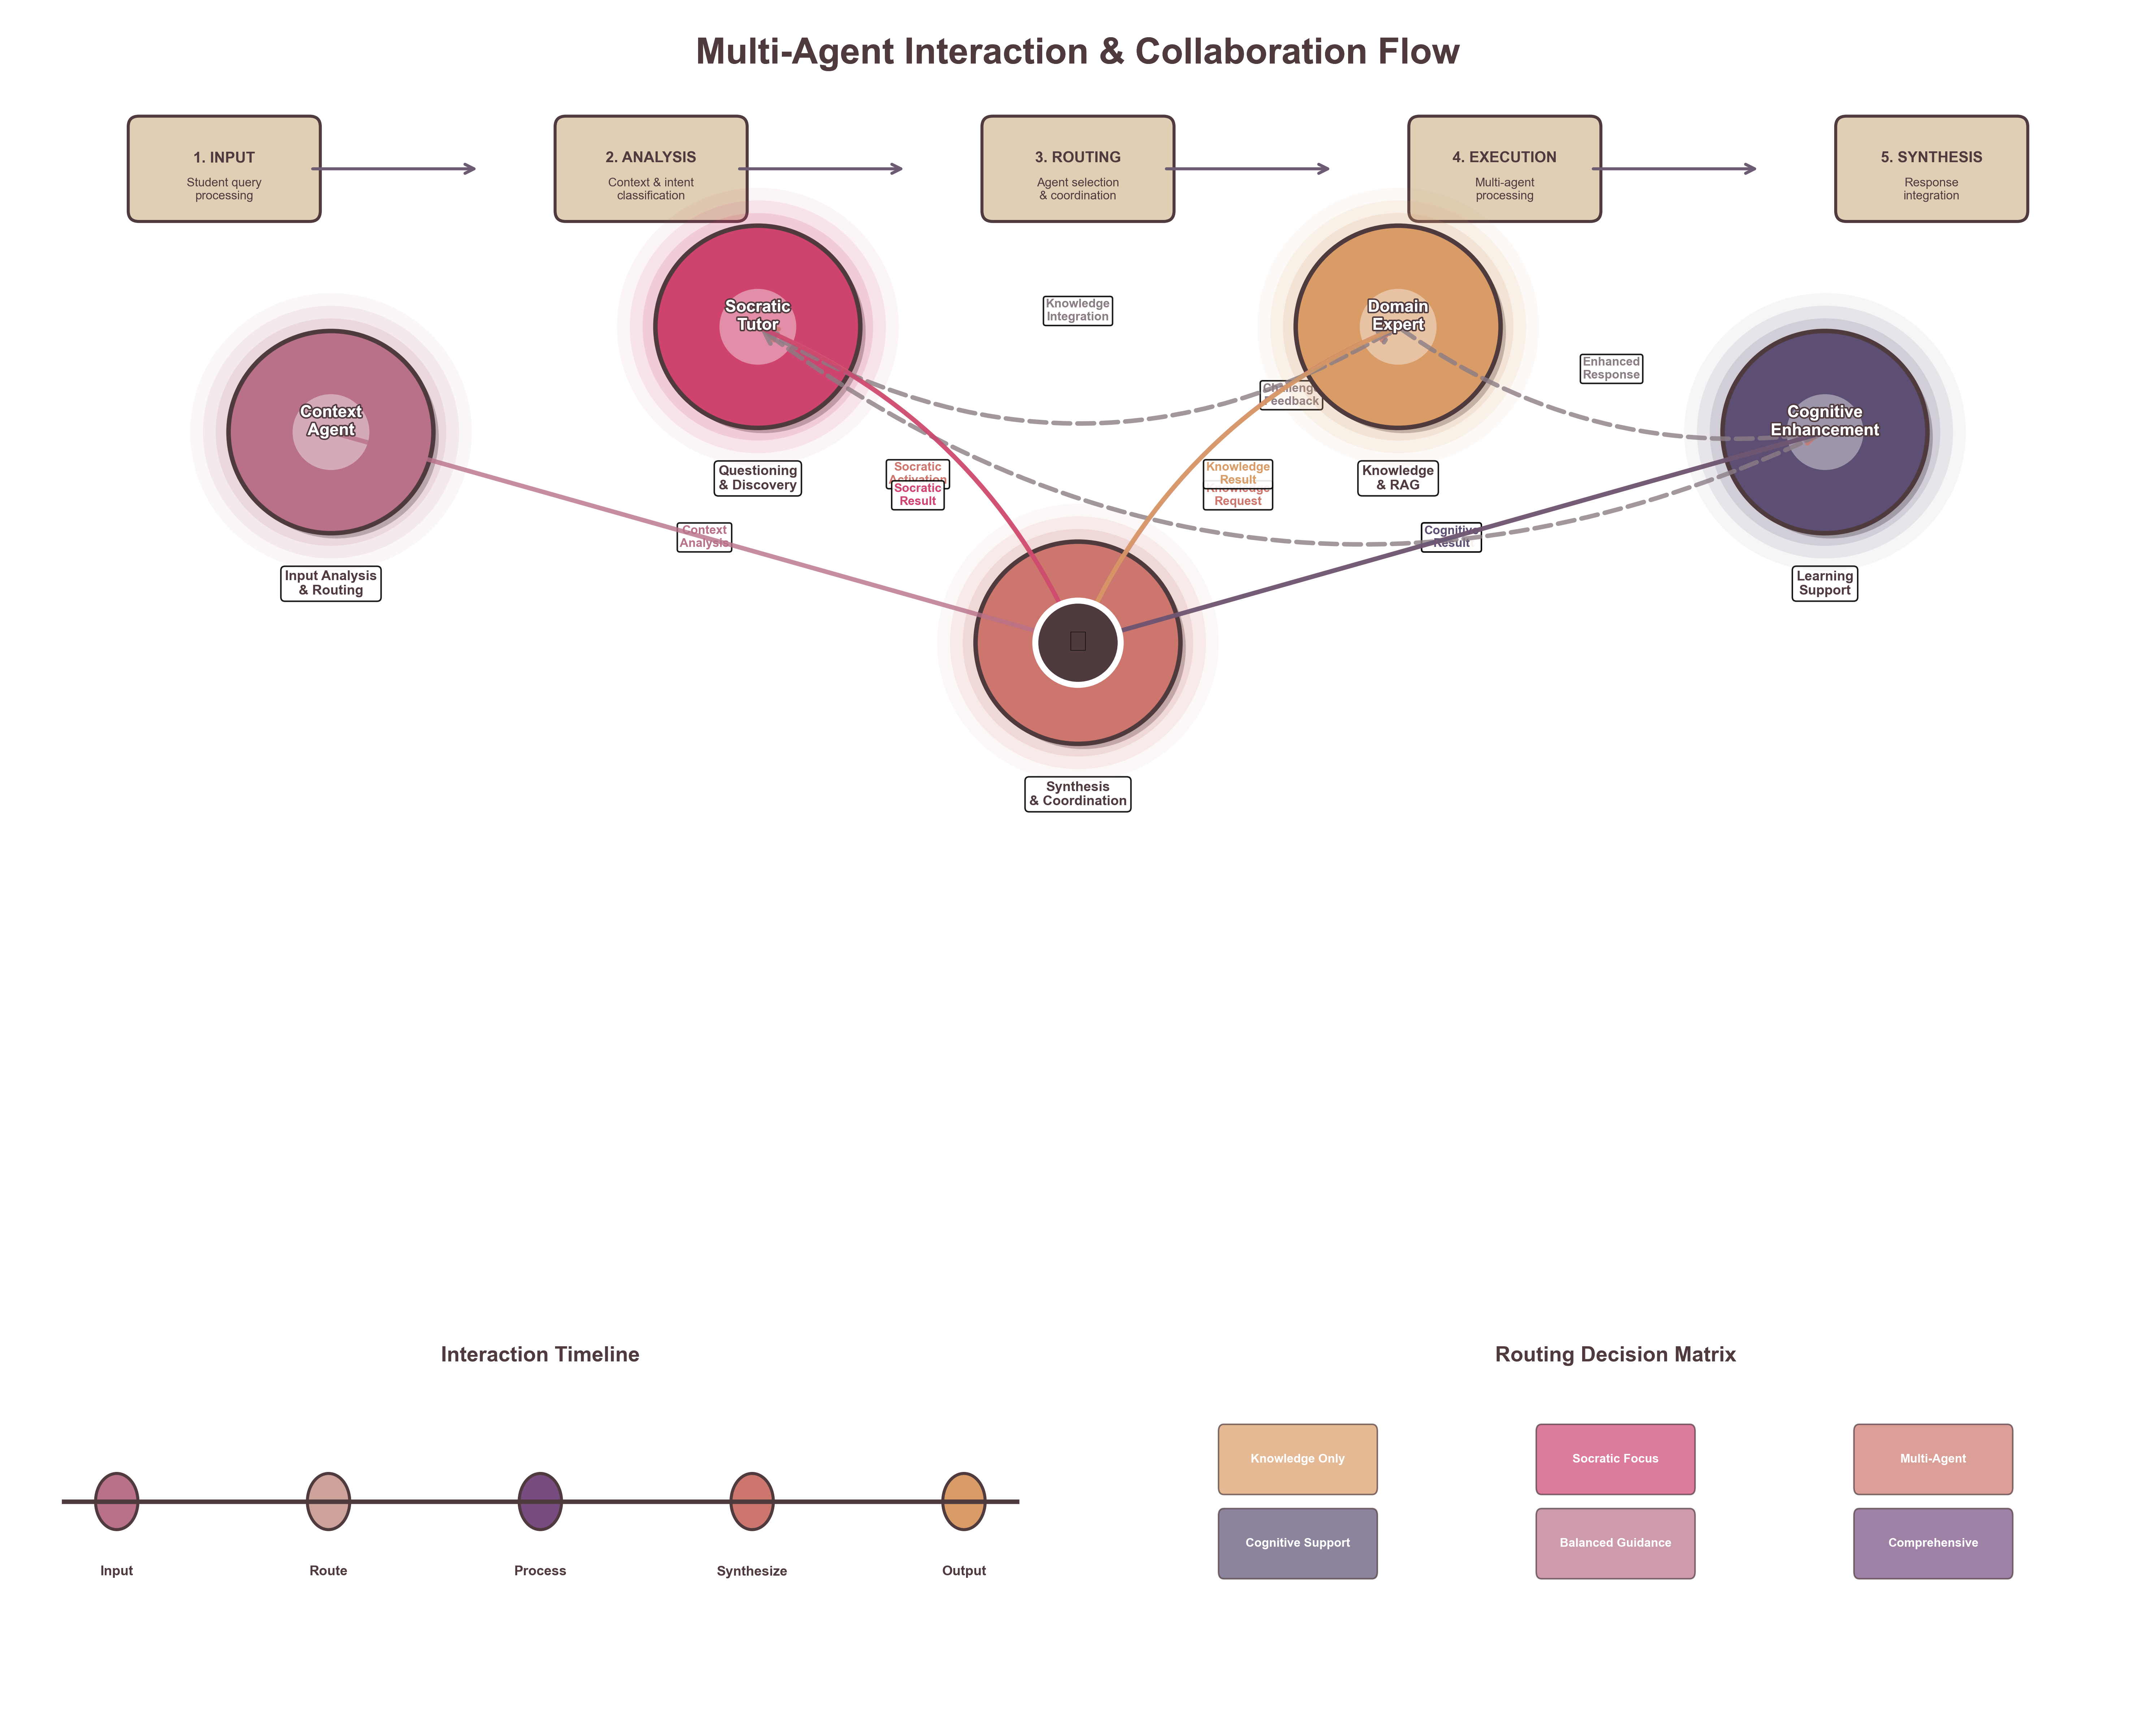 Multi-Agent Interaction & Collaboration Flow
1. INPUT
Student query
processing
2. ANALYSIS
Context & intent
classification
3. ROUTING
Agent selection
& coordination
4. EXECUTION
Multi-agent
processing
5. SYNTHESIS
Response
integration
Socratic
Tutor
Knowledge
Integration
Domain
Expert
Enhanced
Response
Context
Agent
Cognitive
Enhancement
Feedback
Questioning
& Discovery
Socratic
Activation
Socratic
Result
Knowledge
Result
Knowledge
Request
Knowledge
& RAG
Context
Analysis
Cognitive
Result
Input Analysis
& Routing
Learning
Support
Synthesis
& Coordination
Interaction Timeline
Input
Route
Process
Synthesize
Output
Routing Decision Matrix
Knowledge Only
Socratic Focus
Multi-Agent
Cognitive Support
Balanced Guidance
Comprehensive